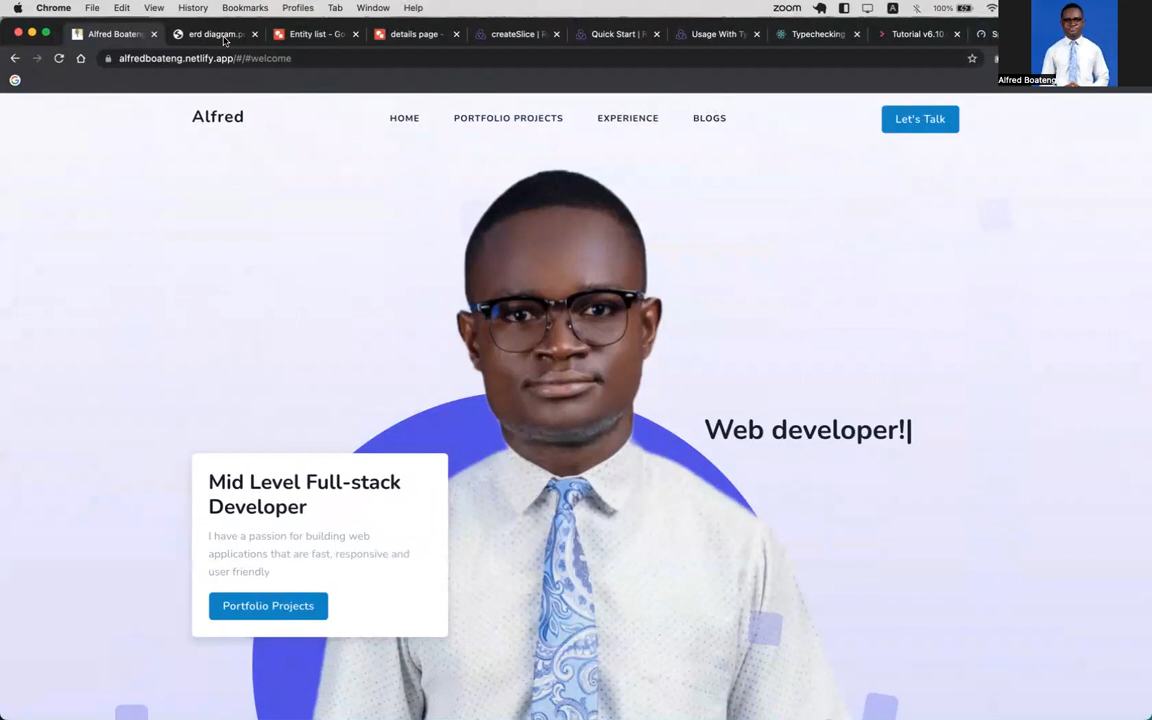 Chrome File Edit View History Bookmarks Profiles Tab Window Help zoom A 100%
Alfred Boateng erd diagram.p Entity list - Go details page - createSlice | R Quick Start | R Usage With Ty Typechecking Tutorial v6.10 Sp
alfredboateng.netlify.app/#/#welcome
Alfred Boateng
Alfred HOME PORTFOLIO PROJECTS EXPERIENCE BLOGS Let's Talk
Web developer!|
Mid Level Full-stack
Developer
I have a passion for building web
applications that are fast, responsive and
user friendly
Portfolio Projects